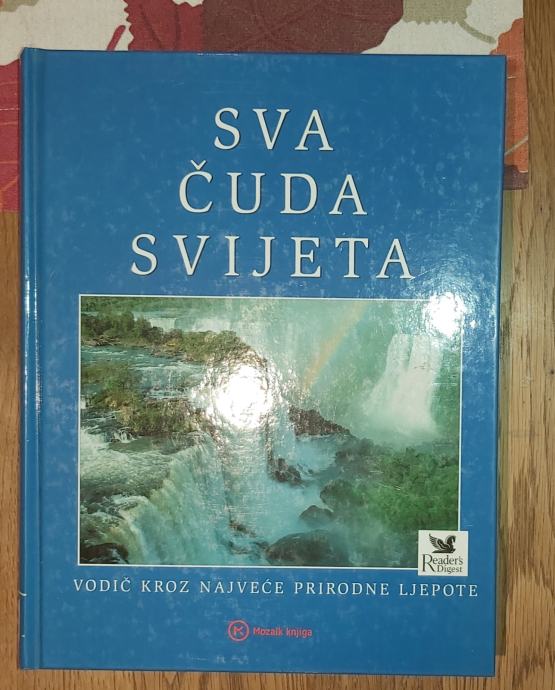 SVA
ČUDA
SVIJETA
Reader's
Digest
VODIČ KROZ NAJVEĆE PRIRODNE LJEPOTE
Mozaik knjiga